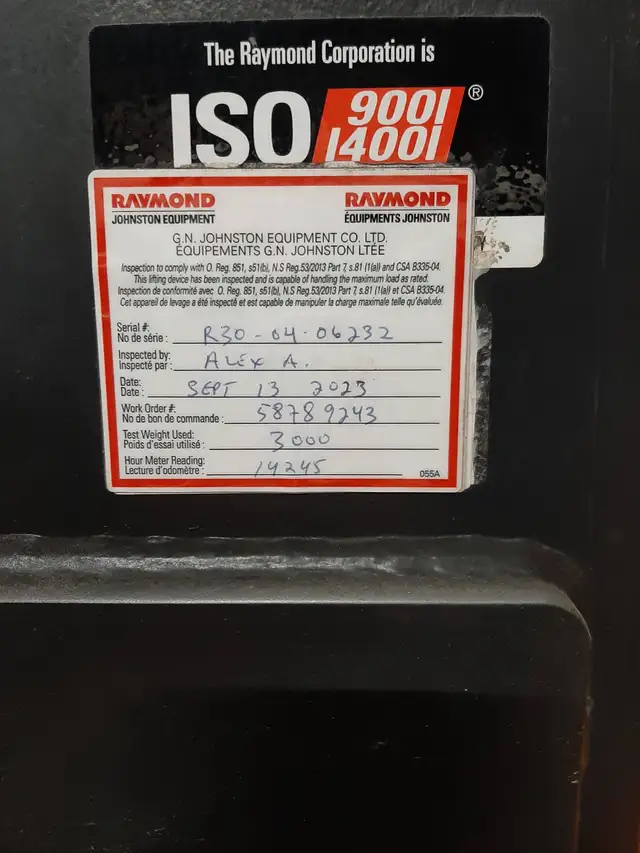 The Raymond Corporation is
ISO 9001 ®
14001
RAYMOND RAYMOND
JOHNSTON EQUIPMENT ÉQUIPEMENTS JOHNSTON
G.N. JOHNSTON EQUIPMENT CO. LTD.
ÉQUIPEMENTS G.N. JOHNSTON LTÉE
Inspection to comply with O. Reg. 851, s51(b), N.S Reg.53/2013 Part 7, s.81 (1(a)) and CSA B335-04.
This lifting device has been inspected and is capable of handling the maximum load as rated.
Inspection de conformité avec O. Reg. 851, s51(b), N.S Reg.53/2013 Part 7, s.81 (1(a)) et CSA B335-04.
Cet appareil de levage a été inspecté et est capable de manipuler la charge maximale telle qu'évaluée.
Serial #:
No de série : R30-04-06232
Inspected by:
Inspecté par : ALEX A.
Date:
Date : SEPT 13 2023
Work Order #:
No de bon de commande : 58789243
Test Weight Used:
Poids d'essai utilisé : 3000
Hour Meter Reading:
Lecture d'odomètre : 14245
055A